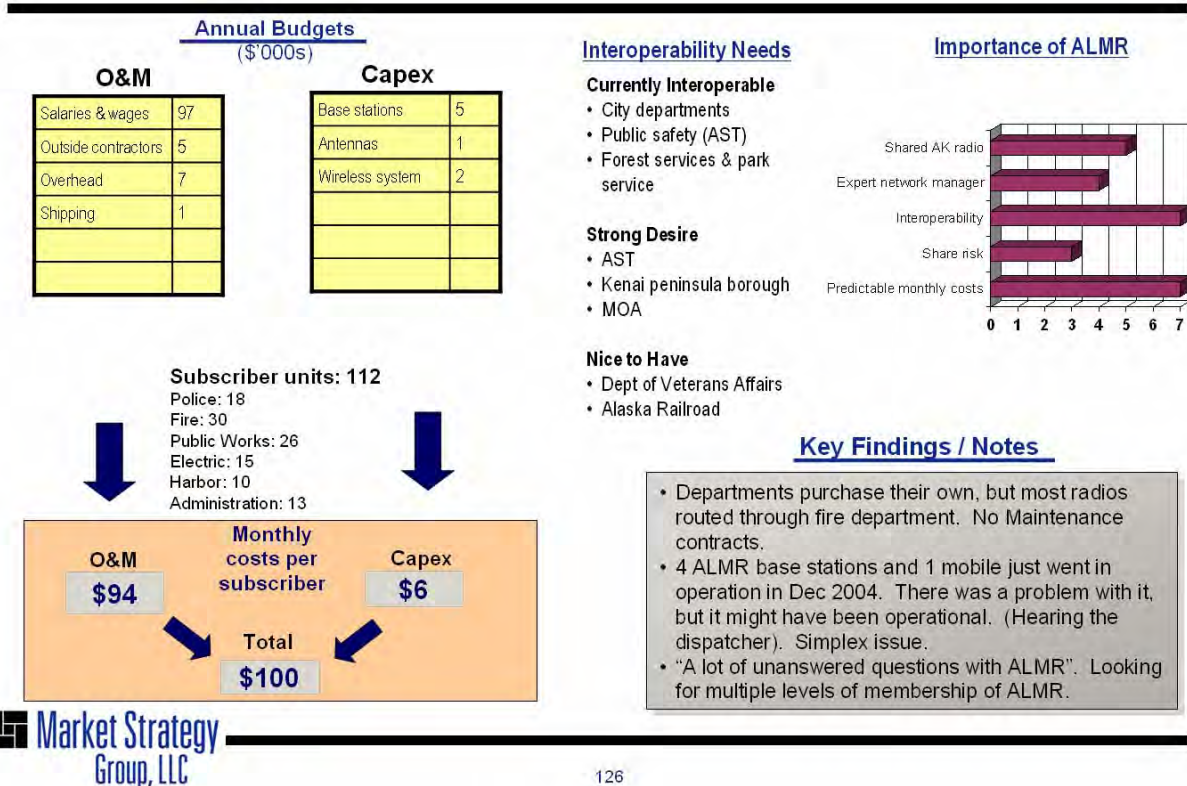 Annual Budgets
($'000s)
O&M
Salaries & wages 97
Outside contractors 5
Overhead 7
Shipping 1
Capex
Base stations 5
Antennas 1
Wireless system 2
Subscriber units: 112
Police: 18
Fire: 30
Public Works: 26
Electric: 15
Harbor: 10
Administration: 13
Monthly
costs per
subscriber
O&M
$94
Capex
$6
Total
$100
Interoperability Needs
Currently Interoperable
• City departments
• Public safety (AST)
• Forest services & park
service
Strong Desire
• AST
• Kenai peninsula borough
• MOA
Nice to Have
• Dept of Veterans Affairs
• Alaska Railroad
Importance of ALMR
Shared AK radio
Expert network manager
Interoperability
Share risk
Predictable monthly costs
0 1 2 3 4 5 6 7
Key Findings / Notes
• Departments purchase their own, but most radios
routed through fire department. No Maintenance
contracts.
• 4 ALMR base stations and 1 mobile just went in
operation in Dec 2004. There was a problem with it,
but it might have been operational. (Hearing the
dispatcher). Simplex issue.
• “A lot of unanswered questions with ALMR”. Looking
for multiple levels of membership of ALMR.
Market Strategy
Group, LLC
126